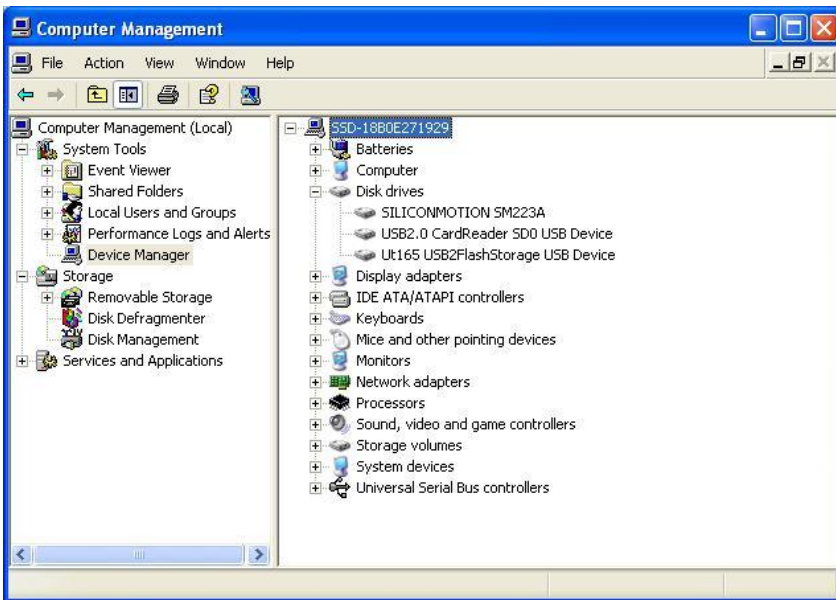 Computer Management
File Action View Window Help
Computer Management (Local)
System Tools
Event Viewer
Shared Folders
Local Users and Groups
Performance Logs and Alerts
Device Manager
Storage
Removable Storage
Disk Defragmenter
Disk Management
Services and Applications
SSD-18B0E271929
Batteries
Computer
Disk drives
SILICONMOTION SM223A
USB2.0 CardReader SD0 USB Device
Ut165 USB2FlashStorage USB Device
Display adapters
IDE ATA/ATAPI controllers
Keyboards
Mice and other pointing devices
Monitors
Network adapters
Processors
Sound, video and game controllers
Storage volumes
System devices
Universal Serial Bus controllers